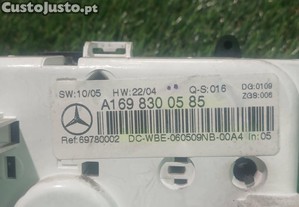 CustoJusto.pt
SW:10/05 HW:22/04 Q-S:016 DG:0109
ZGS:006
A169 830 05 85
Ref:69780002 DC-WBE-060509NB-00A4 In:05